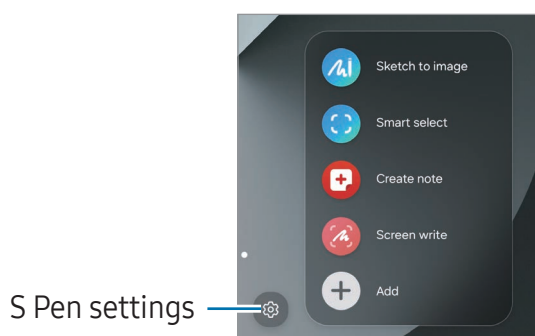 Sketch to image
Smart select
Create note
Screen write
Add
S Pen settings